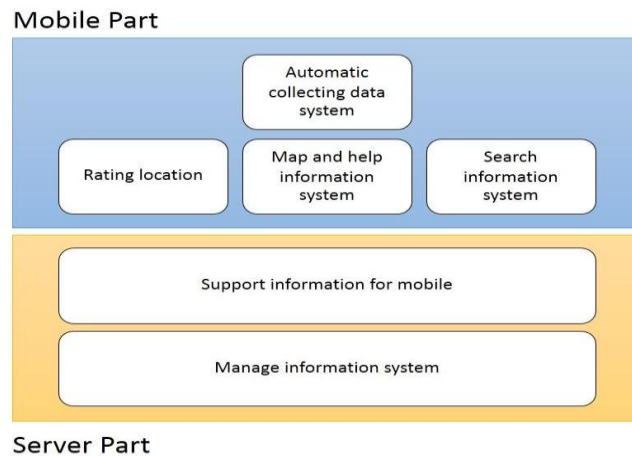 Mobile Part
Automatic
collecting data
system
Rating location
Map and help
information
system
Search
information
system
Support information for mobile
Manage information system
Server Part